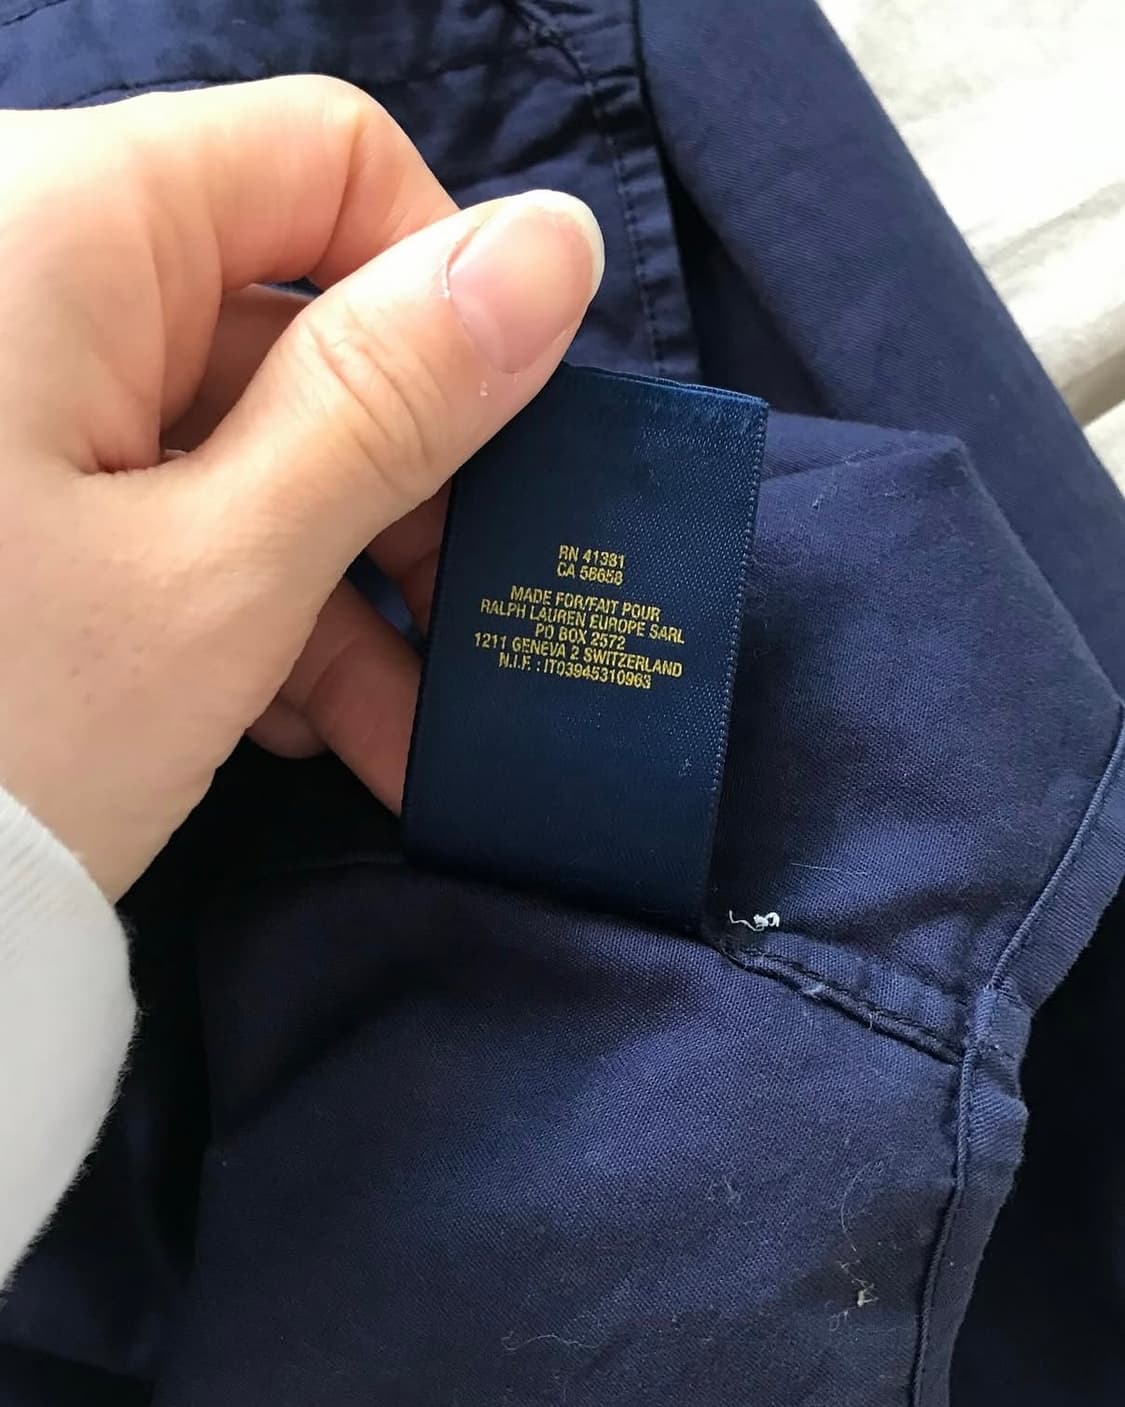 RN 41381
CA 56658
MADE FOR/FAIT POUR
RALPH LAUREN EUROPE SARL
PO BOX 2572
1211 GENEVA 2 SWITZERLAND
N.I.F. : IT03945310963